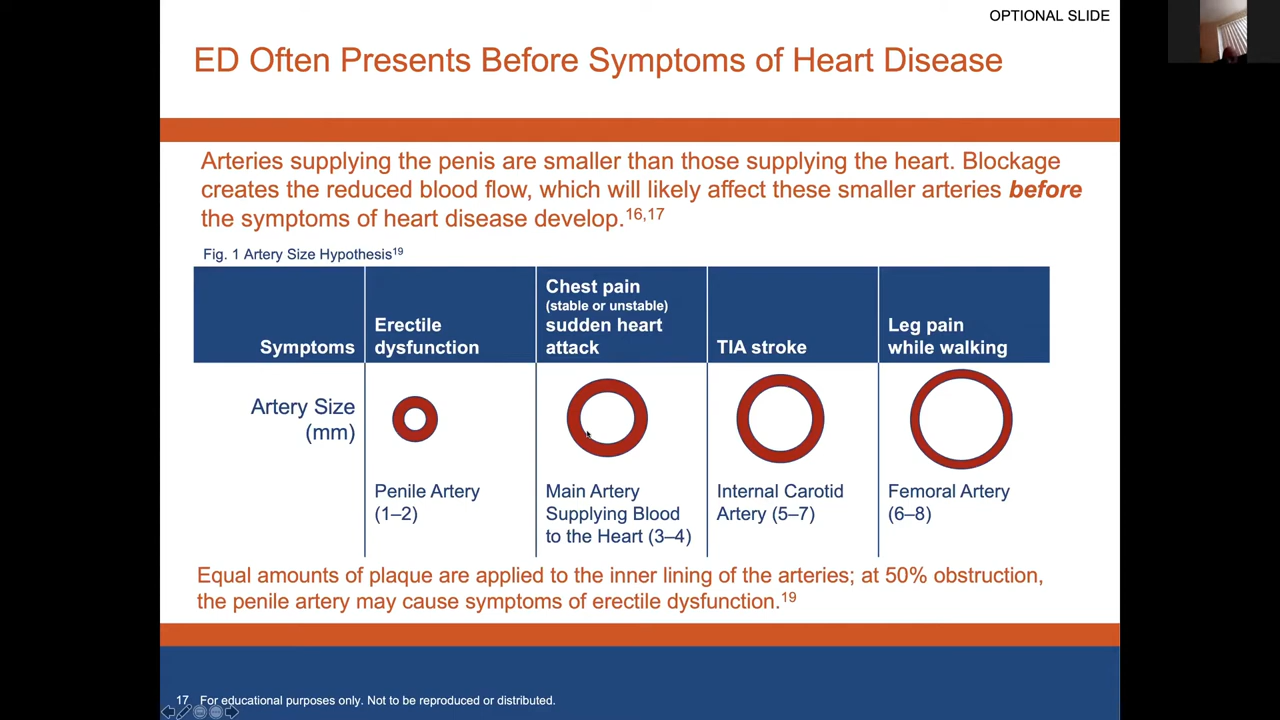 OPTIONAL SLIDE
ED Often Presents Before Symptoms of Heart Disease
Arteries supplying the penis are smaller than those supplying the heart. Blockage
creates the reduced blood flow, which will likely affect these smaller arteries before
the symptoms of heart disease develop.16,17
Fig. 1 Artery Size Hypothesis19
Symptoms
Erectile
dysfunction
Chest pain
(stable or unstable)
sudden heart
attack
TIA stroke
Leg pain
while walking
Artery Size
(mm)
Penile Artery
(1–2)
Main Artery
Supplying Blood
to the Heart (3–4)
Internal Carotid
Artery (5–7)
Femoral Artery
(6–8)
Equal amounts of plaque are applied to the inner lining of the arteries; at 50% obstruction,
the penile artery may cause symptoms of erectile dysfunction.19
17 For educational purposes only. Not to be reproduced or distributed.